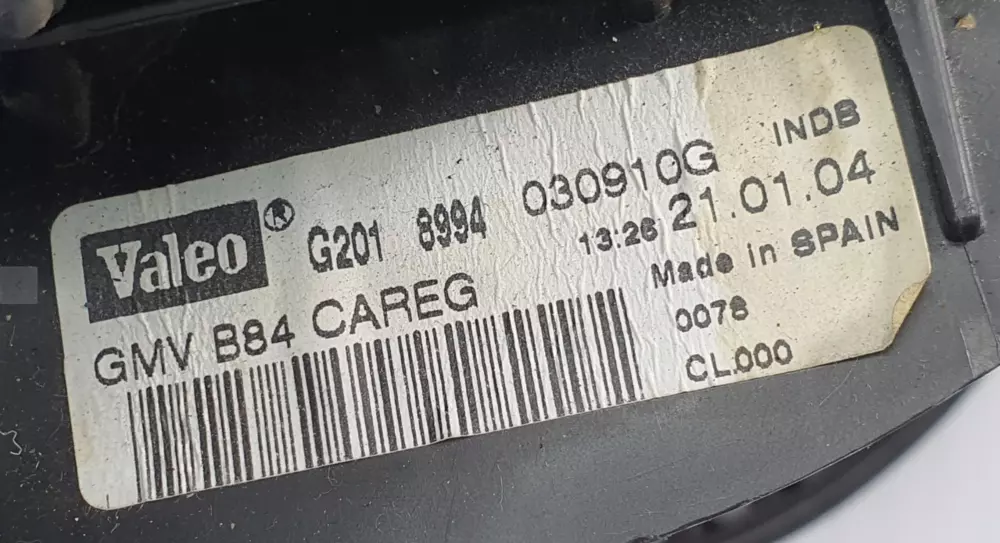 Valeo ® G201 8994 030910G INDB
13:26 21.01.04
GMV B84 CAREG Made in SPAIN
0078
CL.000